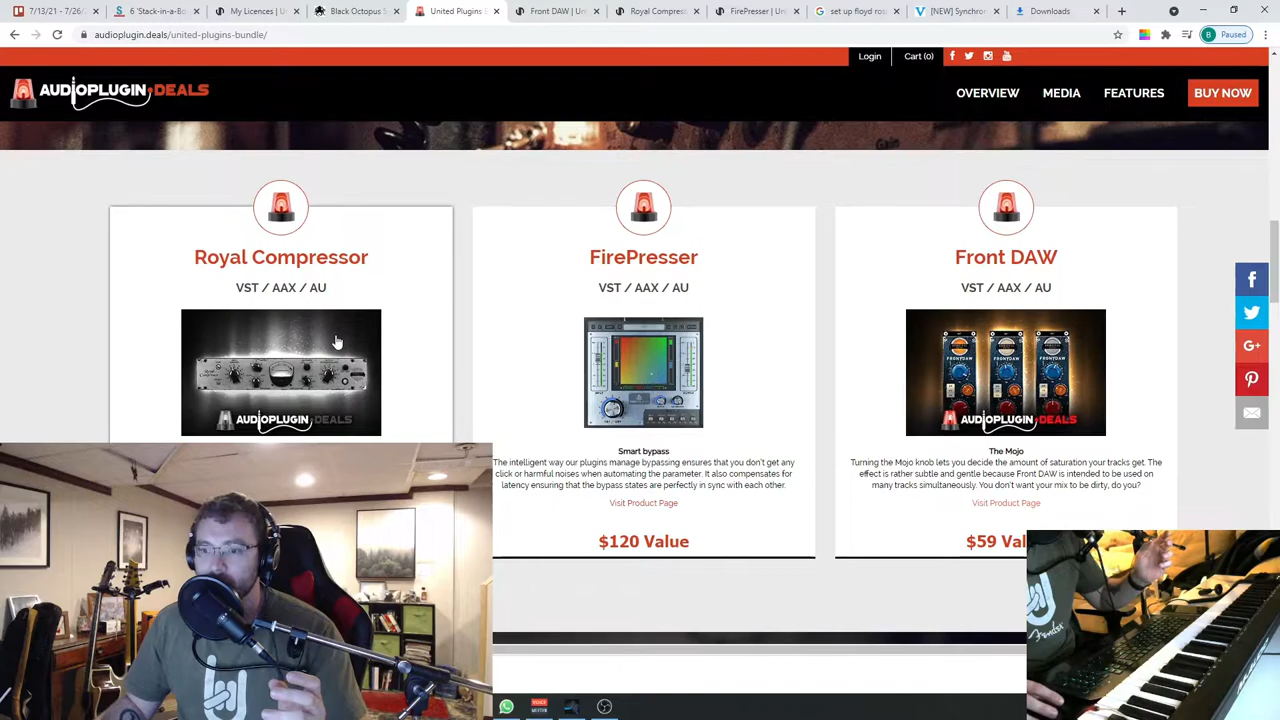 7/13/21 - 7/26/
6 'Stack-in-a-Bo
My Licences | Un
Black Octopus S
United Plugins B
Front DAW | Uni
Royal Compress
FirePresser | Uni
set up floyd ros
[NEW] Synchron
Downloads
audioplugin.deals/united-plugins-bundle/
B
Paused
Login
Cart (0)
AUDIOPLUGIN.DEALS
OVERVIEW
MEDIA
FEATURES
BUY NOW
Royal Compressor
VST / AAX / AU
AUDIOPLUGIN DEALS
FirePresser
VST / AAX / AU
Smart bypass
The intelligent way our plugins manage bypassing ensures that you don't get any
click or harmful noises when automating the parameter. It also compensates for
latency ensuring that the bypass states are perfectly in sync with each other.
Visit Product Page
$120 Value
Front DAW
VST / AAX / AU
FRONTDAW
FRONTDAW
FRONTDAW
AUDIOPLUGIN DEALS
The Mojo
Turning the Mojo knob lets you decide the amount of saturation your tracks get. The
effect is rather subtle and gentle because Front DAW is intended to be used on
many tracks simultaneously. You don't want your mix to be dirty, do you?
Visit Product Page
$59 Val
Fender